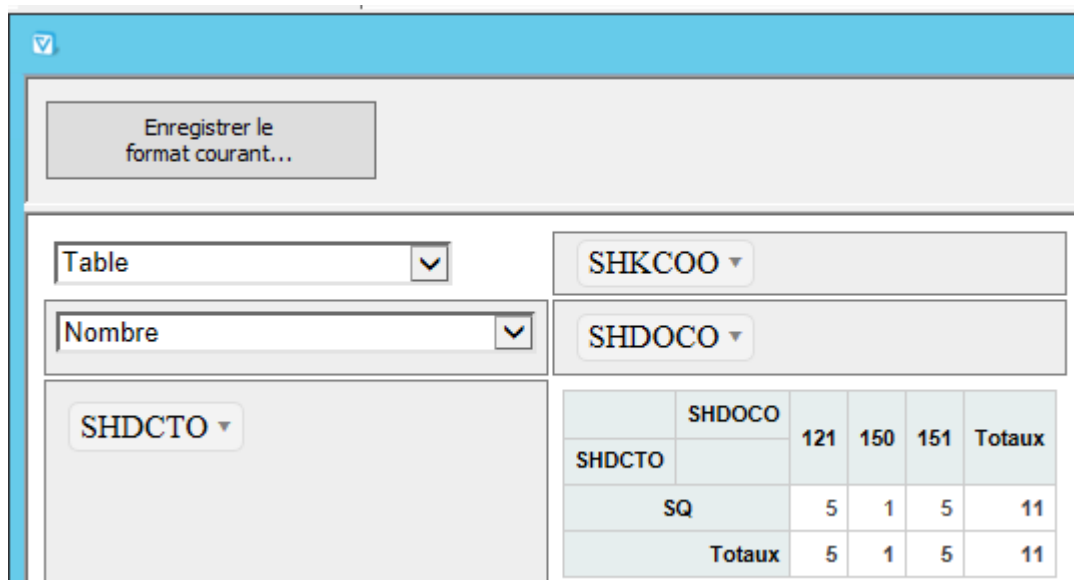 Enregistrer le
format courant...
Table
SHKCOO
Nombre
SHDOCO
SHDCTO
SHDOCO 121 150 151 Totaux
SHDCTO
SQ 5 1 5 11
Totaux 5 1 5 11